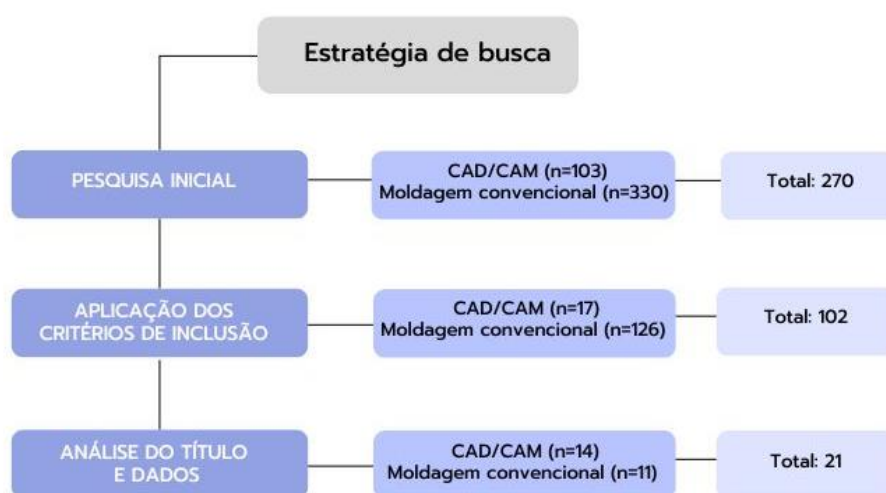 Estratégia de busca
PESQUISA INICIAL
CAD/CAM (n=103)
Moldagem convencional (n=330)
Total: 270
APLICAÇÃO DOS
CRITÉRIOS DE INCLUSÃO
CAD/CAM (n=17)
Moldagem convencional (n=126)
Total: 102
ANÁLISE DO TÍTULO
E DADOS
CAD/CAM (n=14)
Moldagem convencional (n=11)
Total: 21